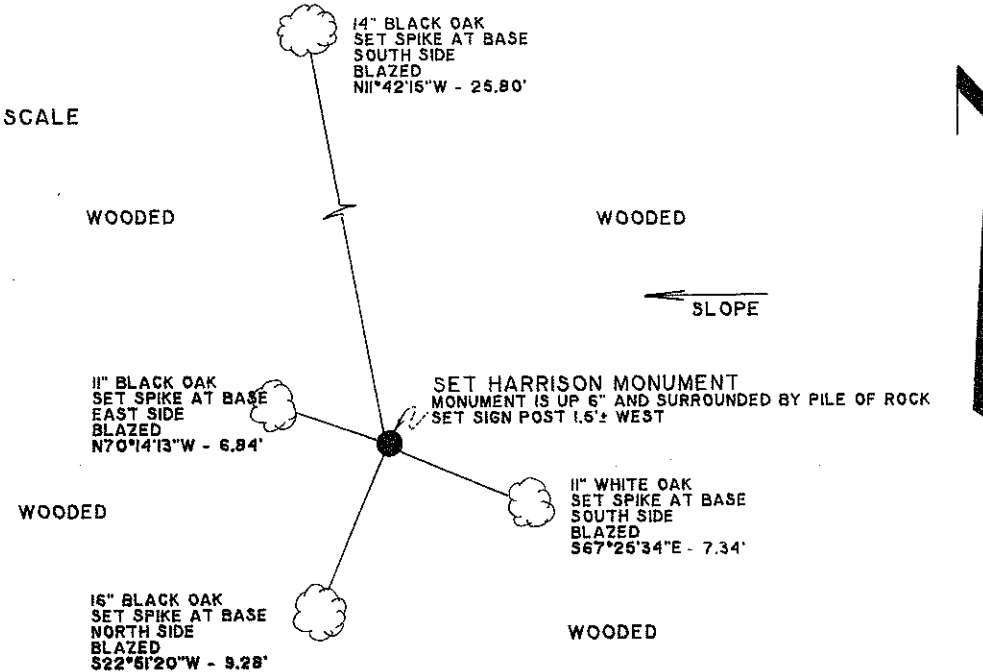 14" BLACK OAK
SET SPIKE AT BASE
SOUTH SIDE
BLAZED
N11°42'15"W - 25.80'
SCALE
WOODED
WOODED
SLOPE
11" BLACK OAK
SET SPIKE AT BASE
EAST SIDE
BLAZED
N70°14'13"W - 6.84'
SET HARRISON MONUMENT
MONUMENT IS UP 6" AND SURROUNDED BY PILE OF ROCK
SET SIGN POST 1.6'± WEST
WOODED
11" WHITE OAK
SET SPIKE AT BASE
SOUTH SIDE
BLAZED
S67°25'34"E - 7.34'
16" BLACK OAK
SET SPIKE AT BASE
NORTH SIDE
BLAZED
S22°51'20"W - 9.28'
WOODED